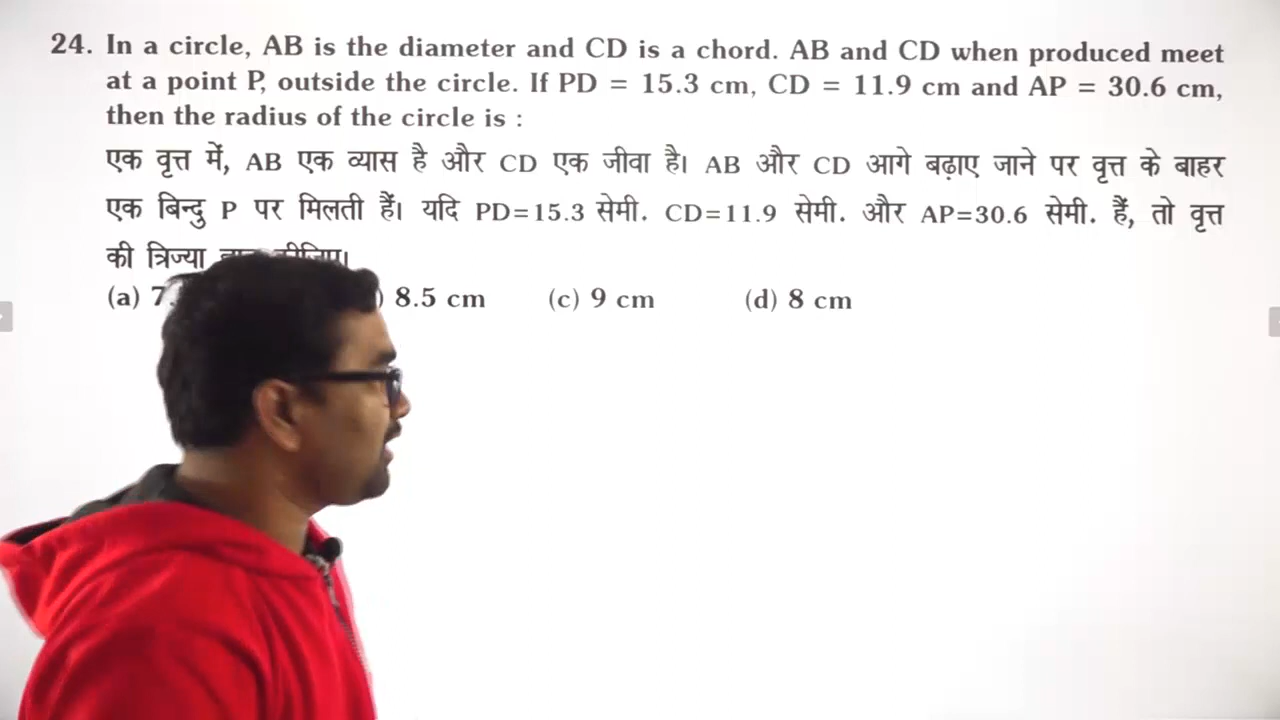 24. In a circle, AB is the diameter and CD is a chord. AB and CD when produced meet
at a point P, outside the circle. If PD = 15.3 cm, CD = 11.9 cm and AP = 30.6 cm,
then the radius of the circle is :
एक वृत्त में, AB एक व्यास है और CD एक जीवा है। AB और CD आगे बढ़ाए जाने पर वृत्त के बाहर
एक बिन्दु P पर मिलती हैं। यदि PD=15.3 सेमी. CD=11.9 सेमी. और AP=30.6 सेमी. हैं, तो वृत्त
की त्रिज्या
(a) 8.5 cm (c) 9 cm (d) 8 cm